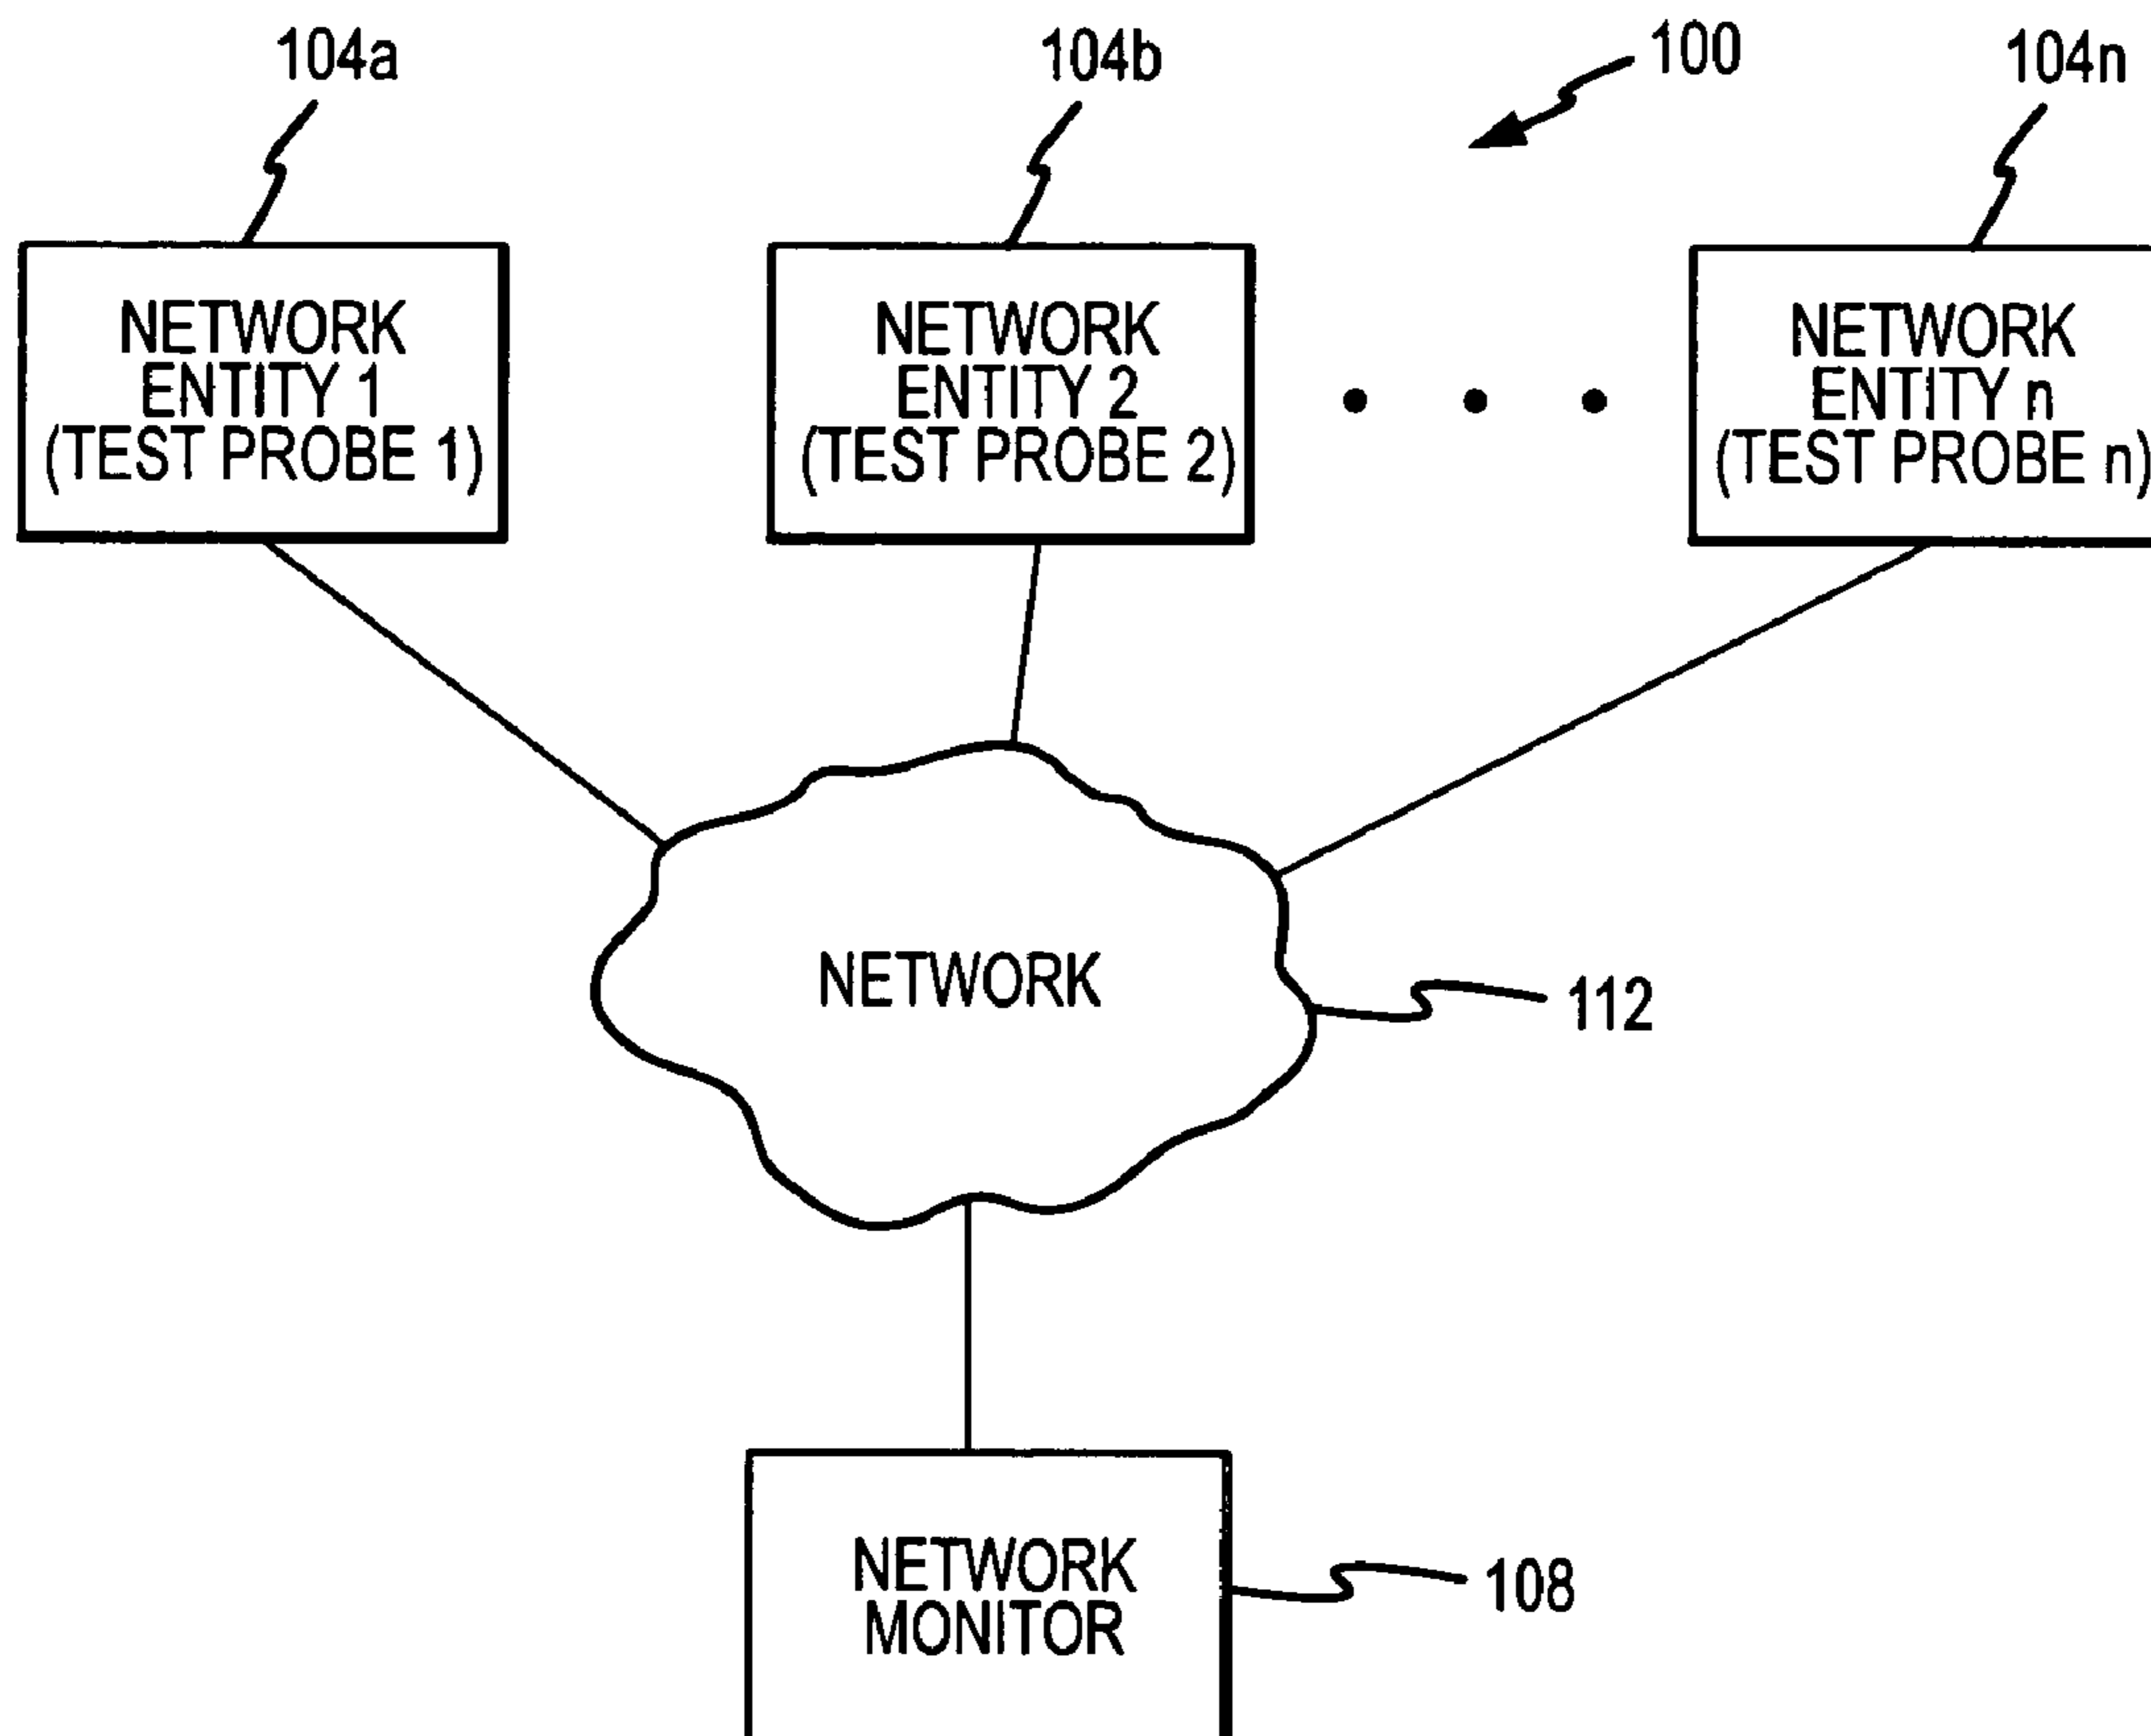 104a
104b
100
104n
NETWORK
ENTITY 1
(TEST PROBE 1)
NETWORK
ENTITY 2
(TEST PROBE 2)
NETWORK
ENTITY n
(TEST PROBE n)
NETWORK
112
NETWORK
MONITOR
108